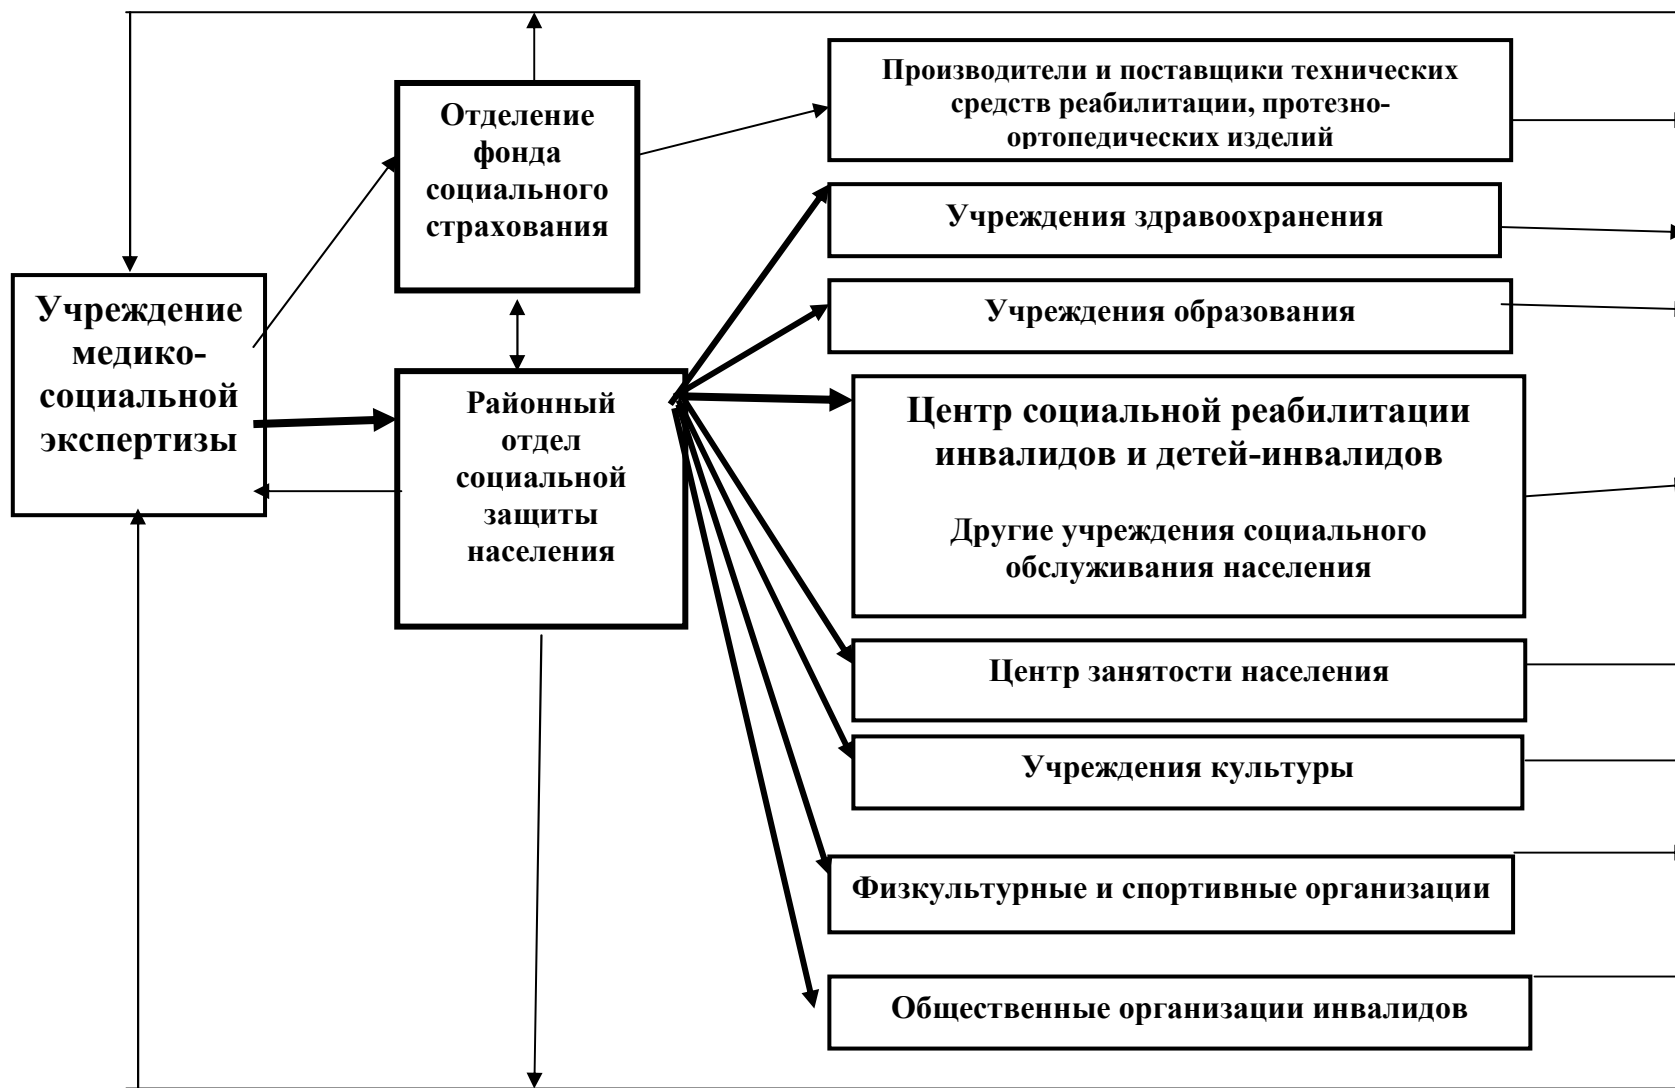 Учреждение
медико-
социальной
экспертизы
Отделение
фонда
социального
страхования
Районный
отдел
социальной
защиты
населения
Производители и поставщики технических
средств реабилитации, протезно-
ортопедических изделий
Учреждения здравоохранения
Учреждения образования
Центр социальной реабилитации
инвалидов и детей-инвалидов
Другие учреждения социального
обслуживания населения
Центр занятости населения
Учреждения культуры
Физкультурные и спортивные организации
Общественные организации инвалидов